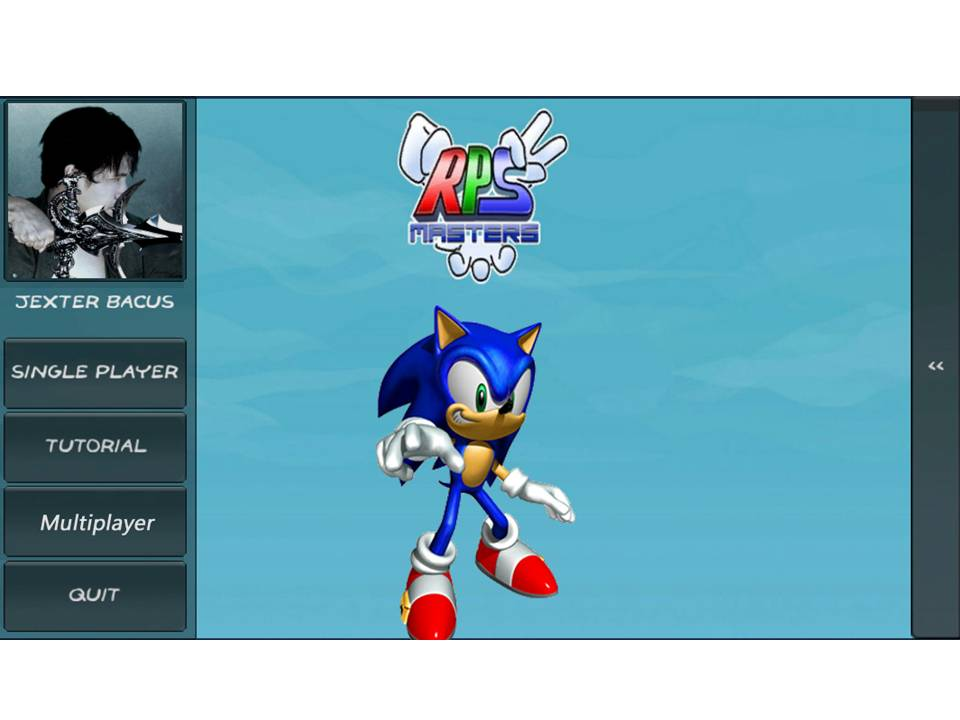 RPS
MASTERS
JEXTER BACUS
SINGLE PLAYER
TUTORIAL
Multiplayer
QUIT
<<